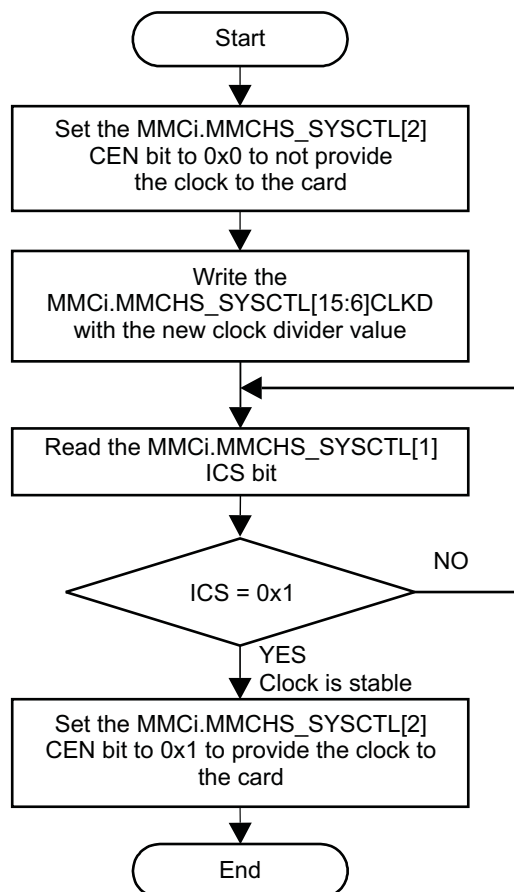 Start
Set the MMCi.MMCHS_SYSCTL[2]
CEN bit to 0x0 to not provide
the clock to the card
Write the
MMCi.MMCHS_SYSCTL[15:6]CLKD
with the new clock divider value
Read the MMCi.MMCHS_SYSCTL[1]
ICS bit
NO
ICS = 0x1
YES
Clock is stable
Set the MMCi.MMCHS_SYSCTL[2]
CEN bit to 0x1 to provide the clock to
the card
End